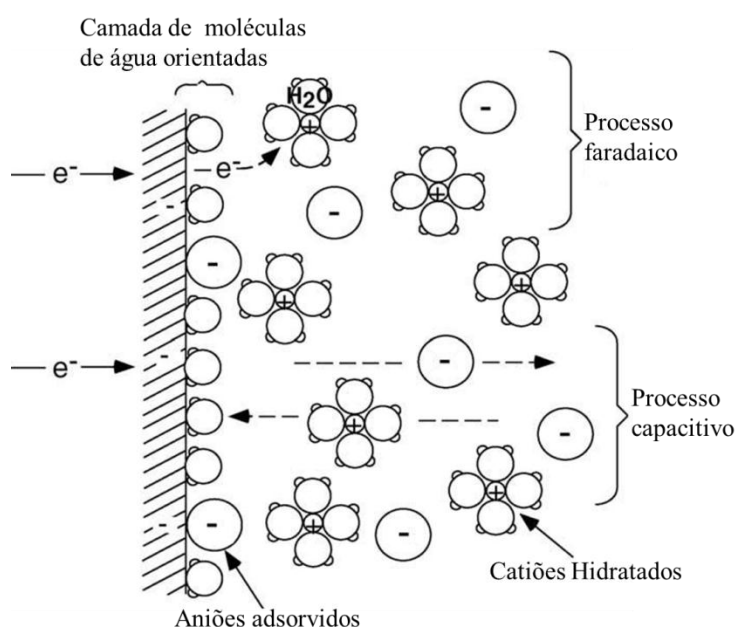 Camada de moléculas
de água orientadas
H2O
+
-
Processo
faradaico
e-
e-
+
-
-
-
+
+
e-
-
-
Processo
capacitivo
+
-
+
-
-
+
-
Catiões Hidratados
Aniões adsorvidos